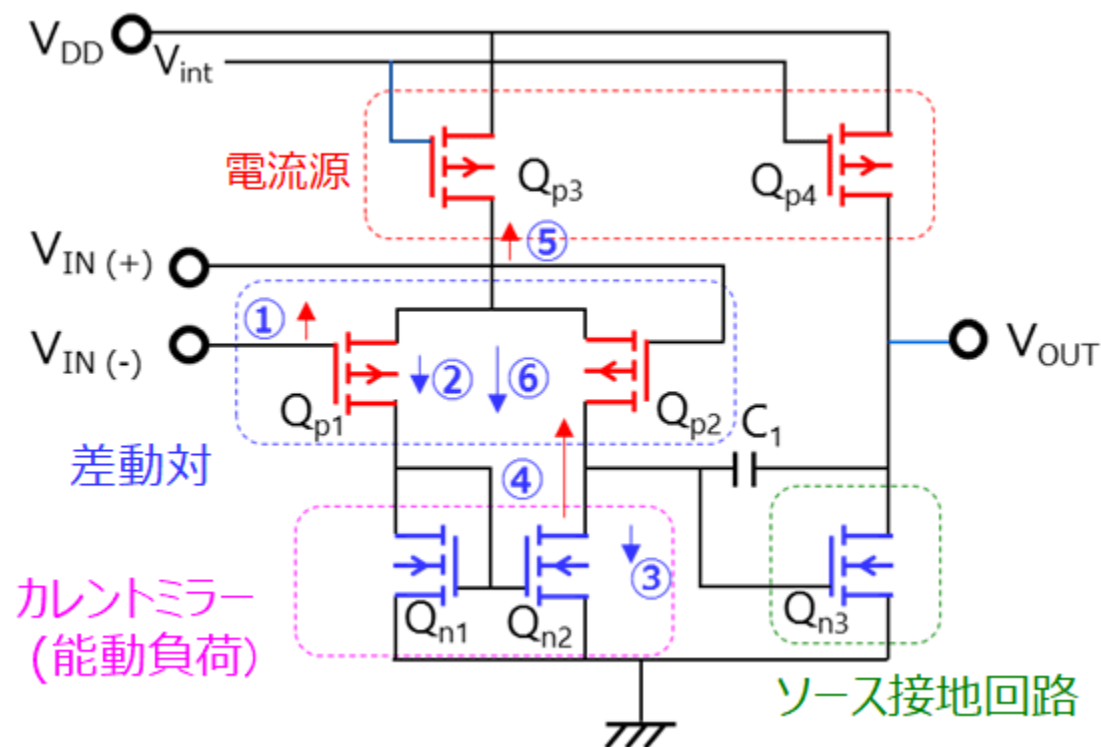 VDD
Vint
電流源
Qp3
Qp4
⑤
VIN (+)
①
VIN (-)
②
⑥
VOUT
Qp1
Qp2
C1
差動対
④
③
カレントミラー
(能動負荷)
Qn1
Qn2
Qn3
ソース接地回路